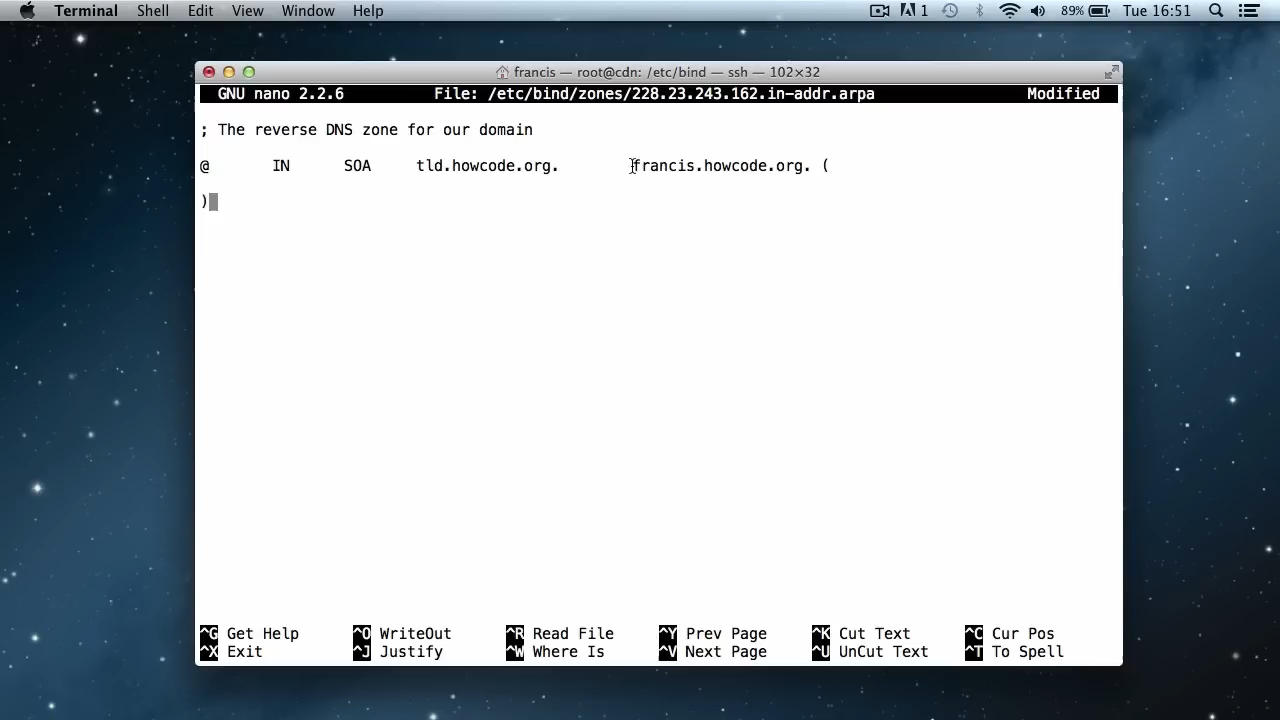 Terminal Shell Edit View Window Help 1 89% Tue 16:51
francis — root@cdn: /etc/bind — ssh — 102×32
GNU nano 2.2.6 File: /etc/bind/zones/228.23.243.162.in-addr.arpa Modified
; The reverse DNS zone for our domain
@ IN SOA tld.howcode.org. francis.howcode.org. (
)
^G Get Help ^O WriteOut ^R Read File ^Y Prev Page ^K Cut Text ^C Cur Pos
^X Exit ^J Justify ^W Where Is ^V Next Page ^U UnCut Text ^T To Spell